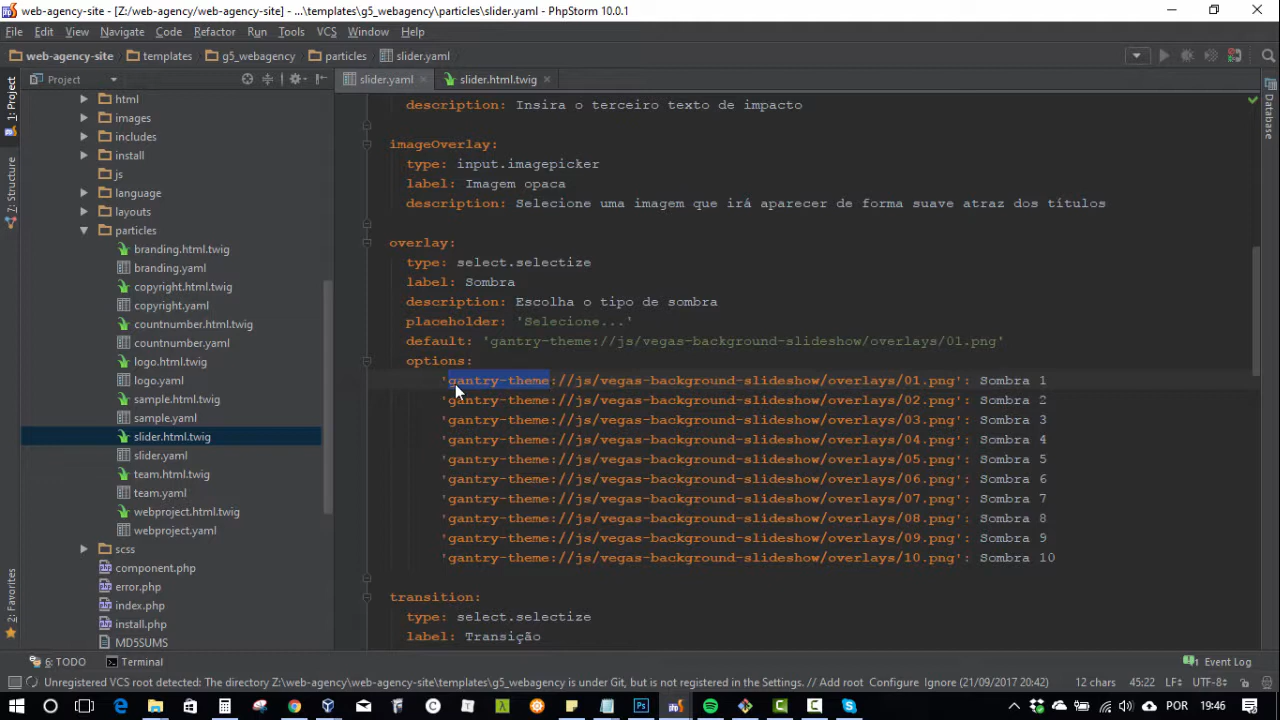 web-agency-site - [Z:/web-agency/web-agency-site] - ...\templates\g5_webagency\particles\slider.yaml - PhpStorm 10.0.1
File Edit View Navigate Code Refactor Run Tools VCS Window Help
web-agency-site templates g5_webagency particles slider.yaml
1: Project
7: Structure
2: Favorites
Project
html
images
includes
install
js
language
layouts
particles
branding.html.twig
branding.yaml
copyright.html.twig
copyright.yaml
countnumber.html.twig
countnumber.yaml
logo.html.twig
logo.yaml
sample.html.twig
sample.yaml
slider.html.twig
slider.yaml
team.html.twig
team.yaml
webproject.html.twig
webproject.yaml
scss
component.php
error.php
index.php
install.php
MD5SUMS
slider.yaml slider.html.twig
description: Insira o terceiro texto de impacto
imageOverlay:
type: input.imagepicker
label: Imagem opaca
description: Selecione uma imagem que irá aparecer de forma suave atraz dos títulos
overlay:
type: select.selectize
label: Sombra
description: Escolha o tipo de sombra
placeholder: 'Selecione...'
default: 'gantry-theme://js/vegas-background-slideshow/overlays/01.png'
options:
'gantry-theme://js/vegas-background-slideshow/overlays/01.png': Sombra 1
'gantry-theme://js/vegas-background-slideshow/overlays/02.png': Sombra 2
'gantry-theme://js/vegas-background-slideshow/overlays/03.png': Sombra 3
'gantry-theme://js/vegas-background-slideshow/overlays/04.png': Sombra 4
'gantry-theme://js/vegas-background-slideshow/overlays/05.png': Sombra 5
'gantry-theme://js/vegas-background-slideshow/overlays/06.png': Sombra 6
'gantry-theme://js/vegas-background-slideshow/overlays/07.png': Sombra 7
'gantry-theme://js/vegas-background-slideshow/overlays/08.png': Sombra 8
'gantry-theme://js/vegas-background-slideshow/overlays/09.png': Sombra 9
'gantry-theme://js/vegas-background-slideshow/overlays/10.png': Sombra 10
transition:
type: select.selectize
label: Transição
Database
6: TODO Terminal Event Log
Unregistered VCS root detected: The directory Z:\web-agency\web-agency-site\templates\g5_webagency is under Git, but is not registered in the Settings. // Add root Configure Ignore (21/09/2017 20:42) 12 chars 45:22 LF UTF-8
POR 19:46